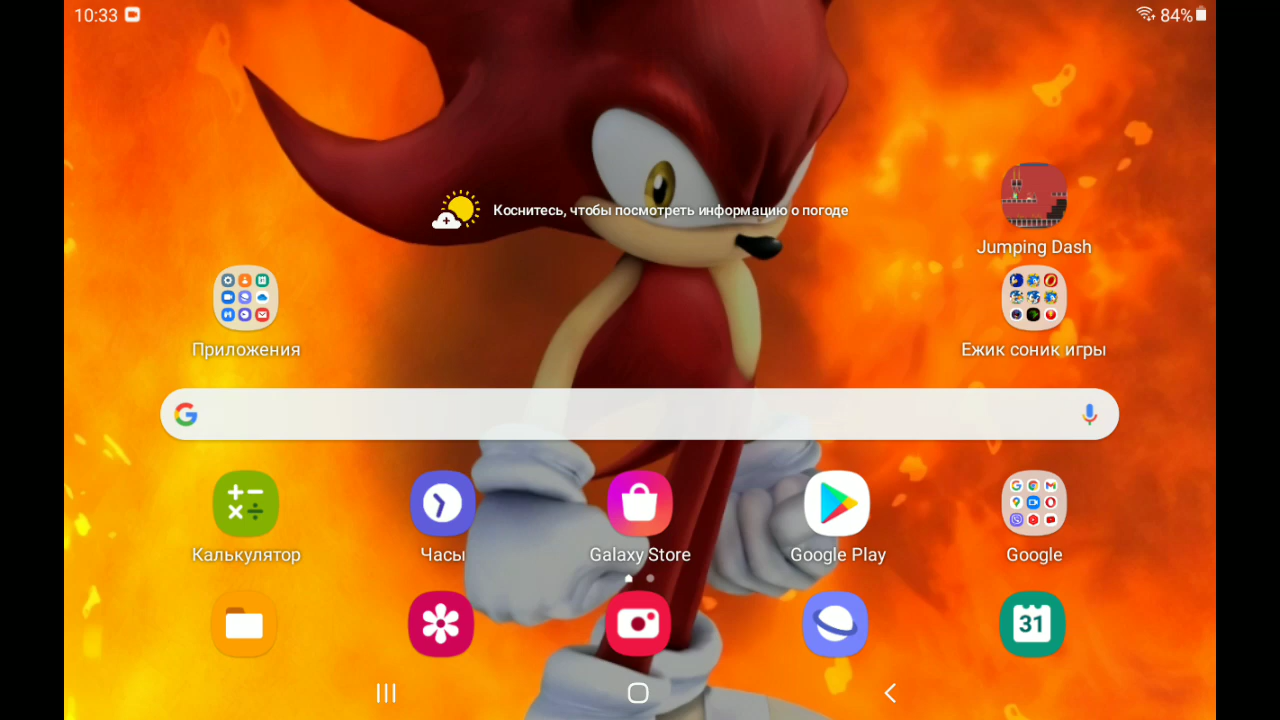 10:33
84%
Коснитесь, чтобы посмотреть информацию о погоде
Jumping Dash
Приложения
Ежик соник игры
Калькулятор
Часы
Galaxy Store
Google Play
Google
31